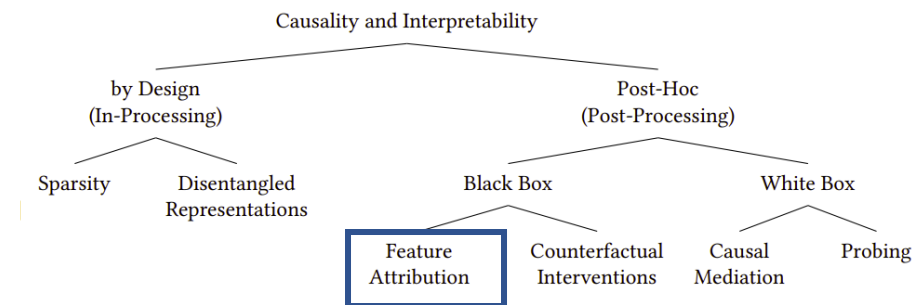 Causality and Interpretability
by Design
(In-Processing)
Post-Hoc
(Post-Processing)
Sparsity
Disentangled
Representations
Black Box
White Box
Feature
Attribution
Counterfactual
Interventions
Causal
Mediation
Probing